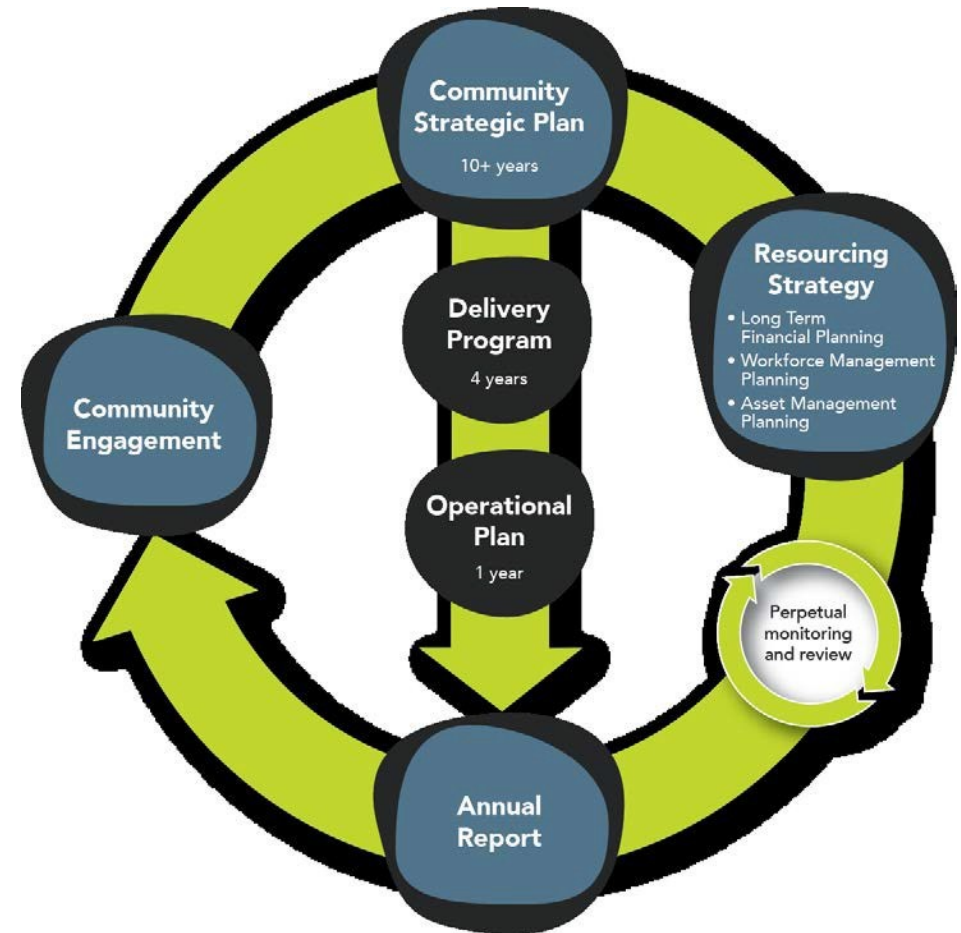 Community
Strategic Plan
10+ years
Resourcing
Strategy
• Long Term
Financial Planning
• Workforce Management
Planning
• Asset Management
Planning
Delivery
Program
4 years
Community
Engagement
Operational
Plan
1 year
Perpetual
monitoring
and review
Annual
Report